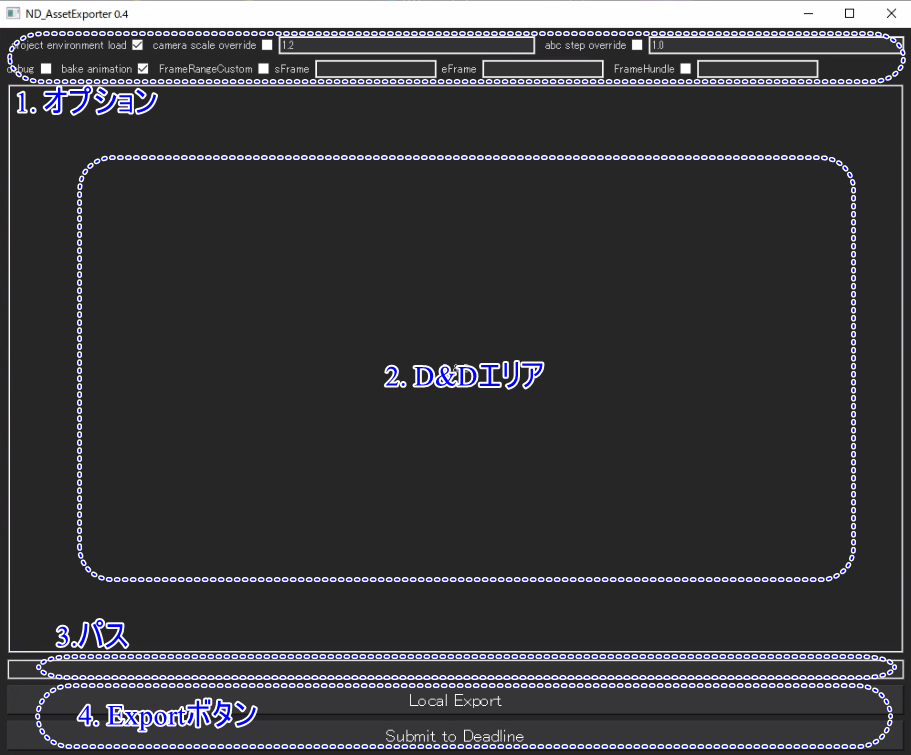 ND_AssetExporter 0.4
project environment load camera scale override 1.2 abc step override 1.0
debug bake animation FrameRangeCustom sFrame eFrame FrameHundle
1. オプション
2. D&Dエリア
3.パス
Local Export
4. Exportボタン
Submit to Deadline